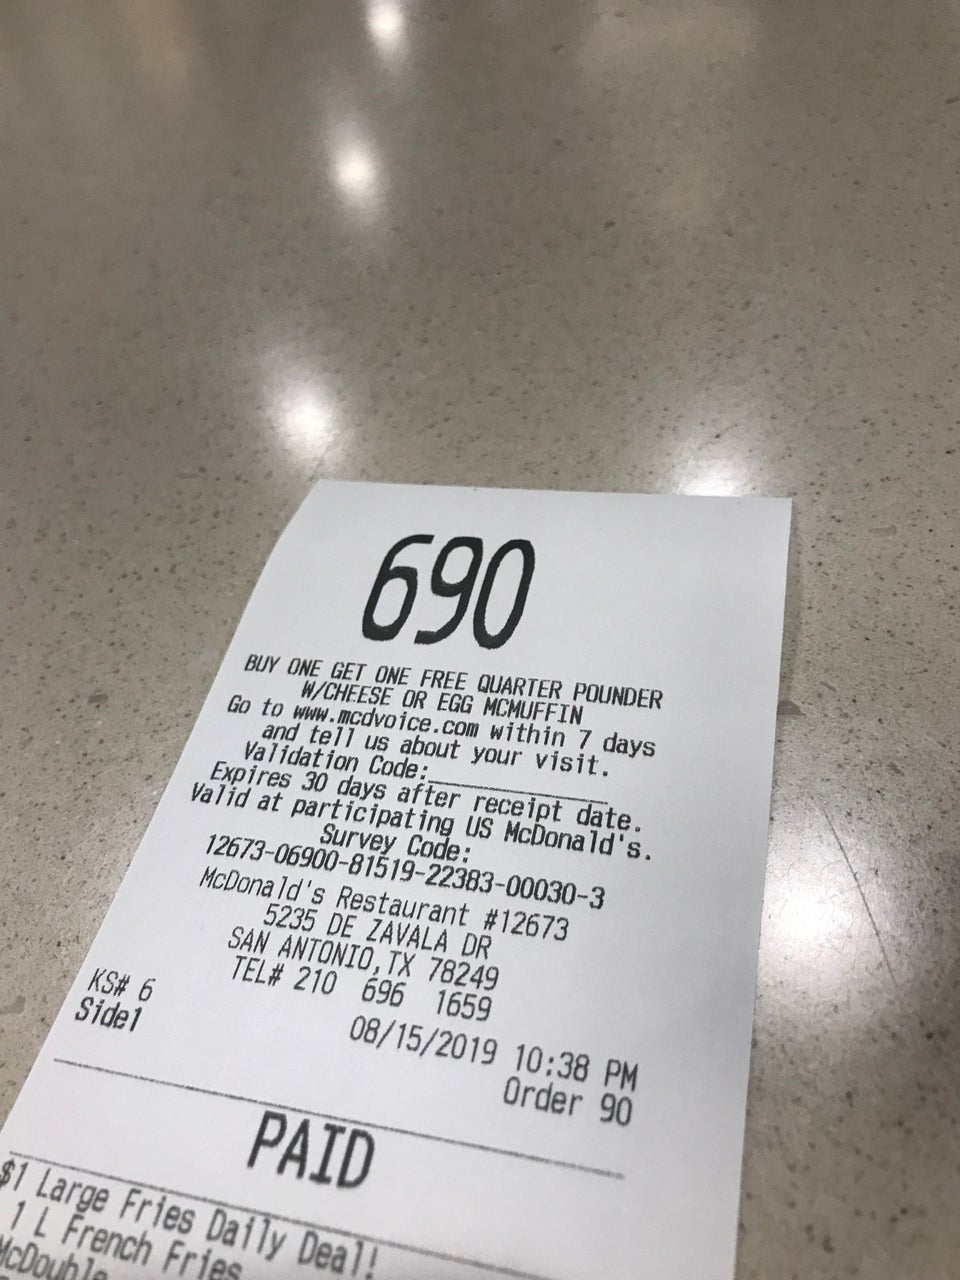 690
BUY ONE GET ONE FREE QUARTER POUNDER
W/CHEESE OR EGG MCMUFFIN
Go to www.mcdvoice.com within 7 days
and tell us about your visit.
Validation Code:____________
Expires 30 days after receipt date.
Valid at participating US McDonald's.
Survey Code:
12673-06900-81519-22383-00030-3
McDonald's Restaurant #12673
5235 DE ZAVALA DR
SAN ANTONIO,TX 78249
TEL# 210 696 1659
KS# 6
Side1
08/15/2019 10:38 PM
Order 90
PAID
$1 Large Fries Daily Deal!
1 L French Fries
McDouble